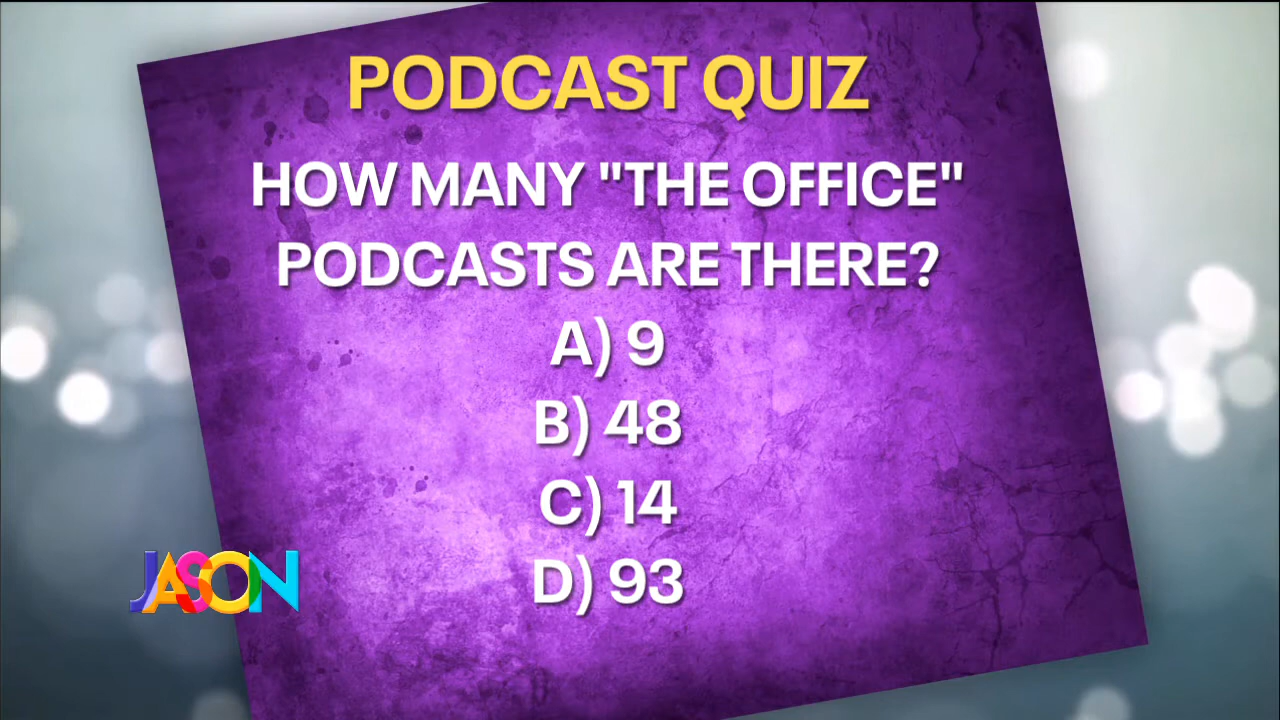 PODCAST QUIZ
HOW MANY "THE OFFICE"
PODCASTS ARE THERE?
A) 9
B) 48
C) 14
D) 93
JASON